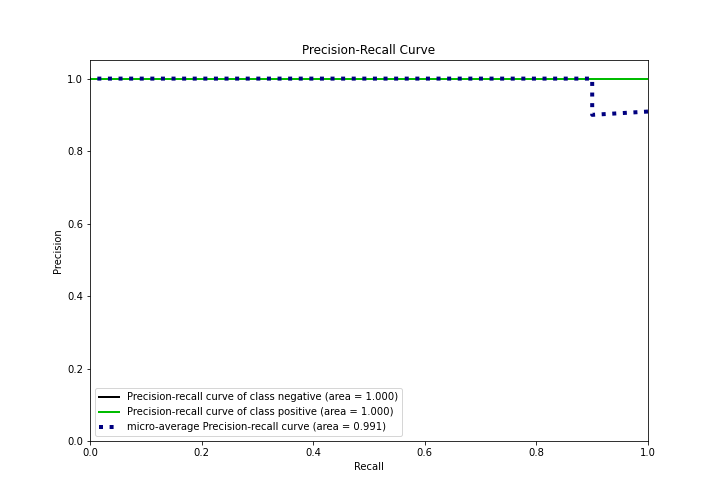 Precision-Recall Curve
1.0
0.8
0.6
0.4
0.2
0.0
Precision
Precision-recall curve of class negative (area = 1.000)
Precision-recall curve of class positive (area = 1.000)
micro-average Precision-recall curve (area = 0.991)
0.0 0.2 0.4 0.6 0.8 1.0
Recall